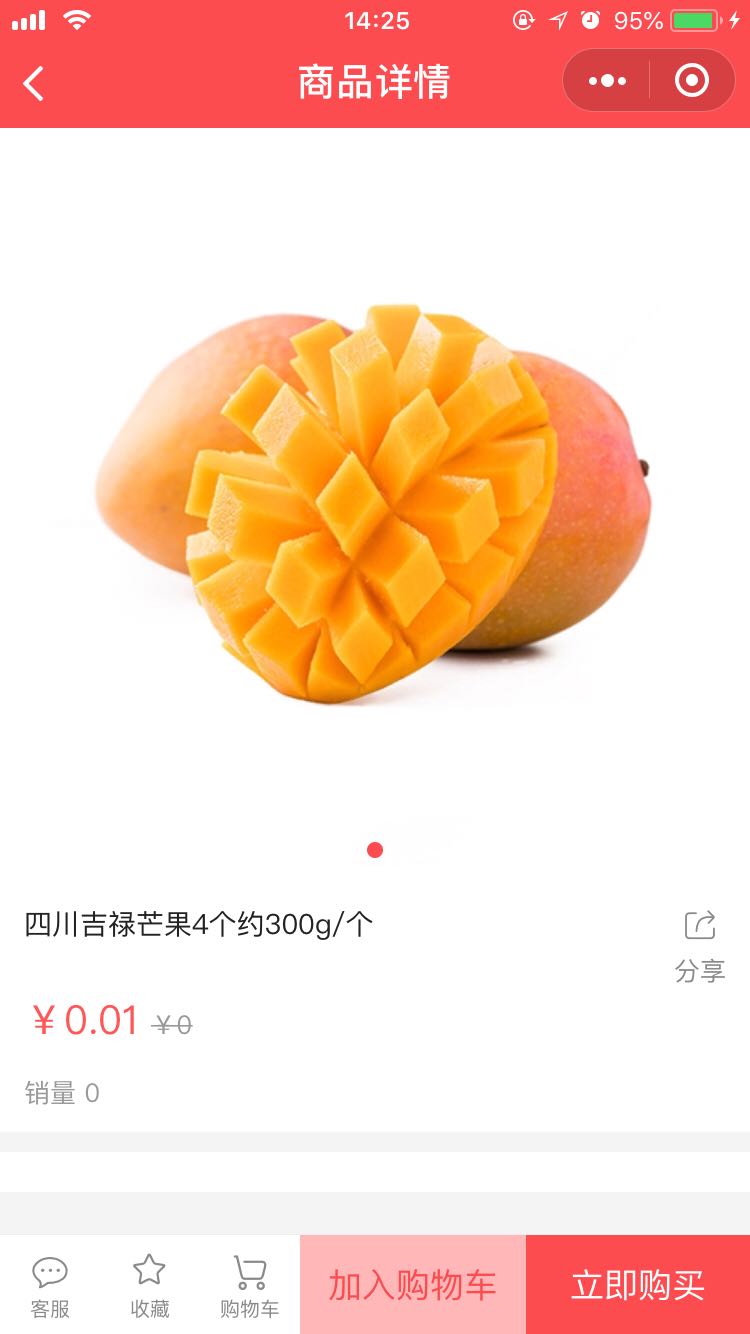 14:25
95%
商品详情
四川吉禄芒果4个约300g/个
分享
¥0.01 ¥0
销量 0
客服 收藏 购物车 加入购物车 立即购买